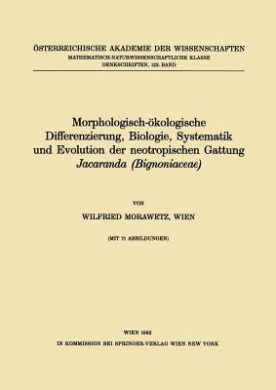 ÖSTERREICHISCHE AKADEMIE DER WISSENSCHAFTEN
MATHEMATISCH-NATURWISSENSCHAFTLICHE KLASSE
DENKSCHRIFTEN, 123. BAND
Morphologisch-ökologische
Differenzierung, Biologie, Systematik
und Evolution der neotropischen Gattung
Jacaranda (Bignoniaceae)
VON
WILFRIED MORAWETZ, WIEN
(MIT 71 ABBILDUNGEN)
WIEN 1982
IN KOMMISSION BEI SPRINGER-VERLAG WIEN NEW YORK